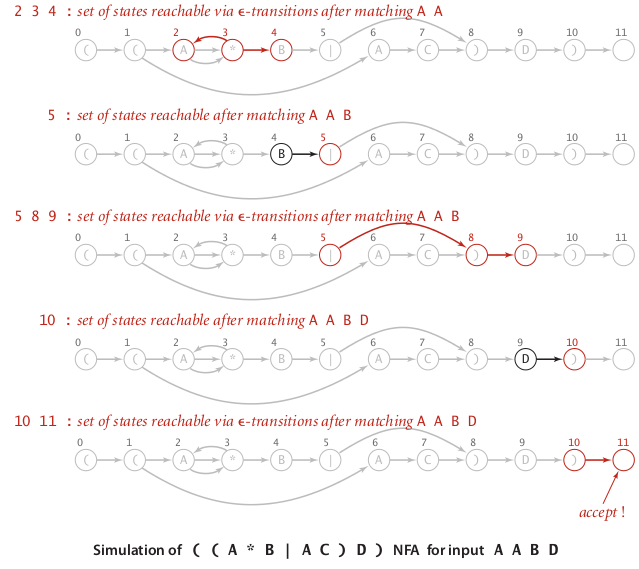 2 3 4 : set of states reachable via ϵ-transitions after matching A A
0 1 2 3 4 5 6 7 8 9 10 11
( ( A * B | A C ) D )
5 : set of states reachable after matching A A B
0 1 2 3 4 5 6 7 8 9 10 11
( ( A * B | A C ) D )
5 8 9 : set of states reachable via ϵ-transitions after matching A A B
0 1 2 3 4 5 6 7 8 9 10 11
( ( A * B | A C ) D )
10 : set of states reachable after matching A A B D
0 1 2 3 4 5 6 7 8 9 10 11
( ( A * B | A C ) D )
10 11 : set of states reachable via ϵ-transitions after matching A A B D
0 1 2 3 4 5 6 7 8 9 10 11
( ( A * B | A C ) D )
accept !
Simulation of ( ( A * B | A C ) D ) NFA for input A A B D